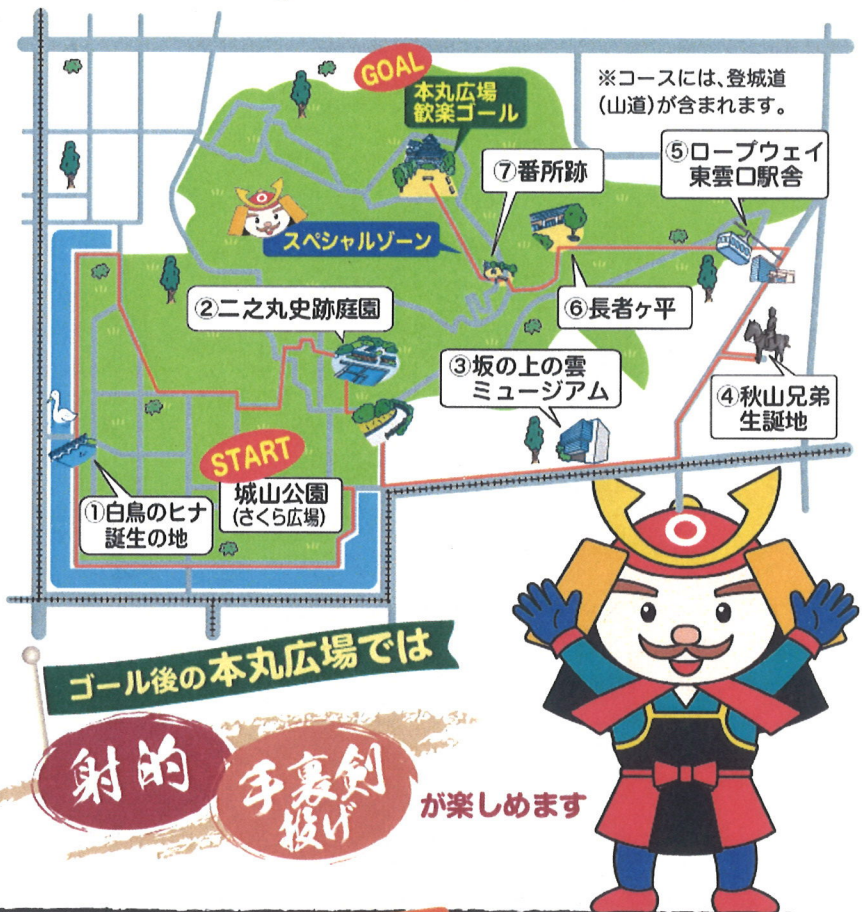 GOAL
本丸広場
歓楽ゴール
※コースには、登城道
(山道)が含まれます。
⑤ロープウェイ
東雲口駅舎
⑦番所跡
スペシャルゾーン
②二之丸史跡庭園
⑥長者ヶ平
③坂の上の雲
ミュージアム
④秋山兄弟
生誕地
START
城山公園
(さくら広場)
①白鳥のヒナ
誕生の地
ゴール後の本丸広場では
射的
手裏剣
投げ
が楽しめます